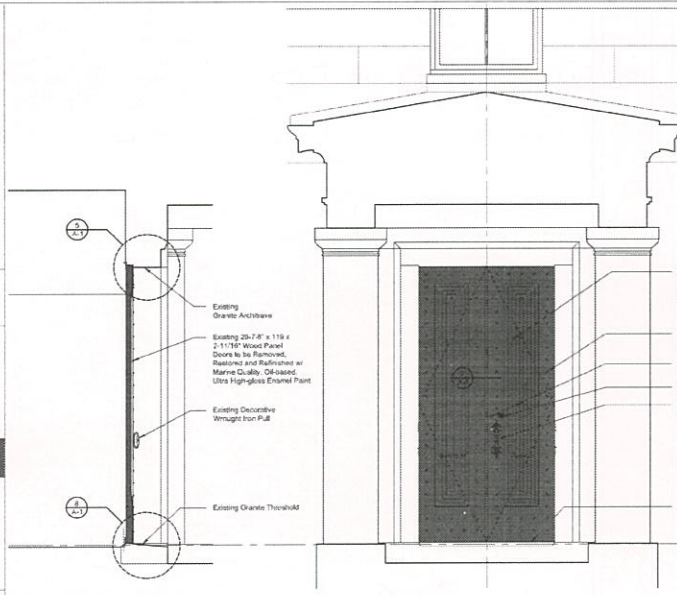 5
A-1
Existing
Granite Architrave
Existing 28-7/8" x 119 x
2-11/16" Wood Panel
Doors to be Removed,
Restored and Refinished w/
Marine Quality, Oil-based,
Ultra High-gloss Enamel Paint
Existing Decorative
Wrought Iron Pull
8
A-1
Existing Granite Threshold